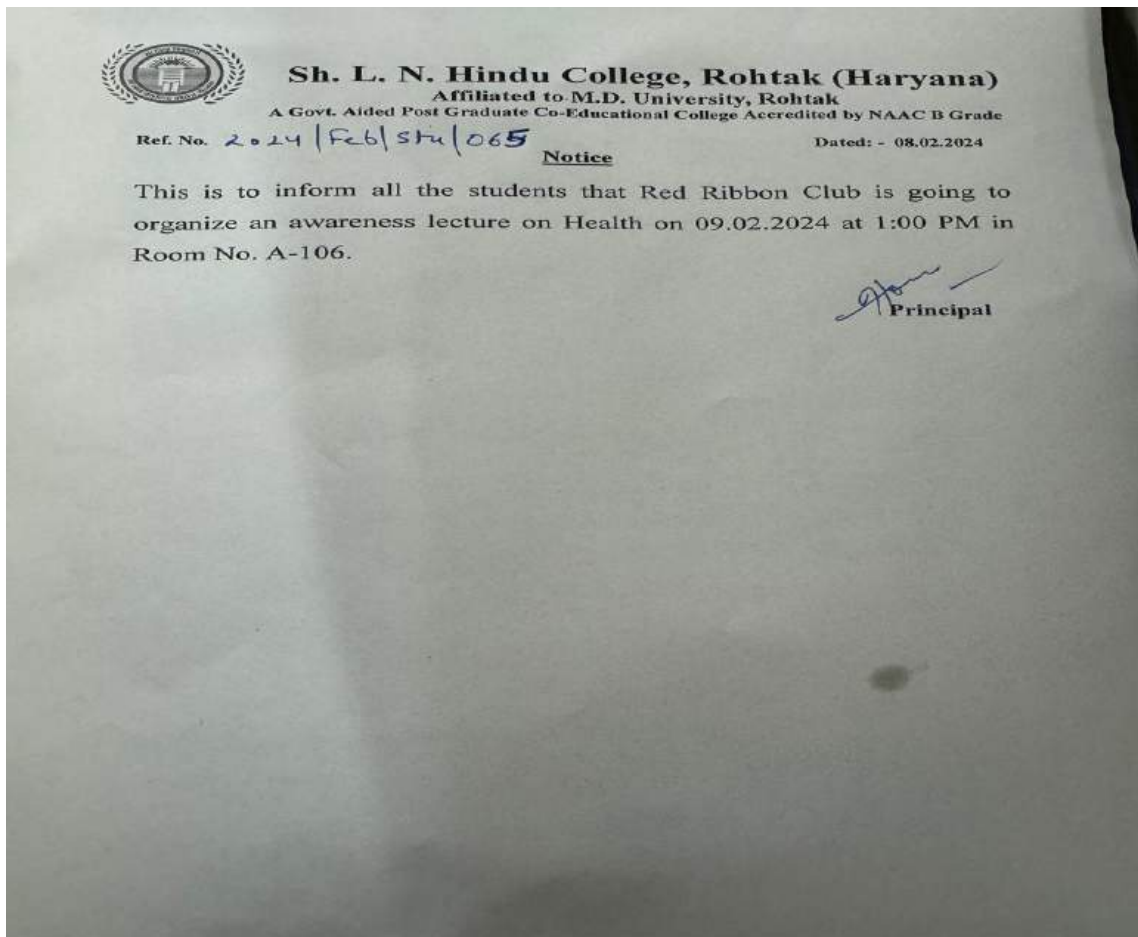 Sh. L. N. Hindu College, Rohtak (Haryana)
Affiliated to M.D. University, Rohtak
A Govt. Aided Post Graduate Co-Educational College Accredited by NAAC B Grade
Ref. No. 2024/Feb/Stu/065 Dated: - 08.02.2024
Notice
This is to inform all the students that Red Ribbon Club is going to
organize an awareness lecture on Health on 09.02.2024 at 1:00 PM in
Room No. A-106.
Principal